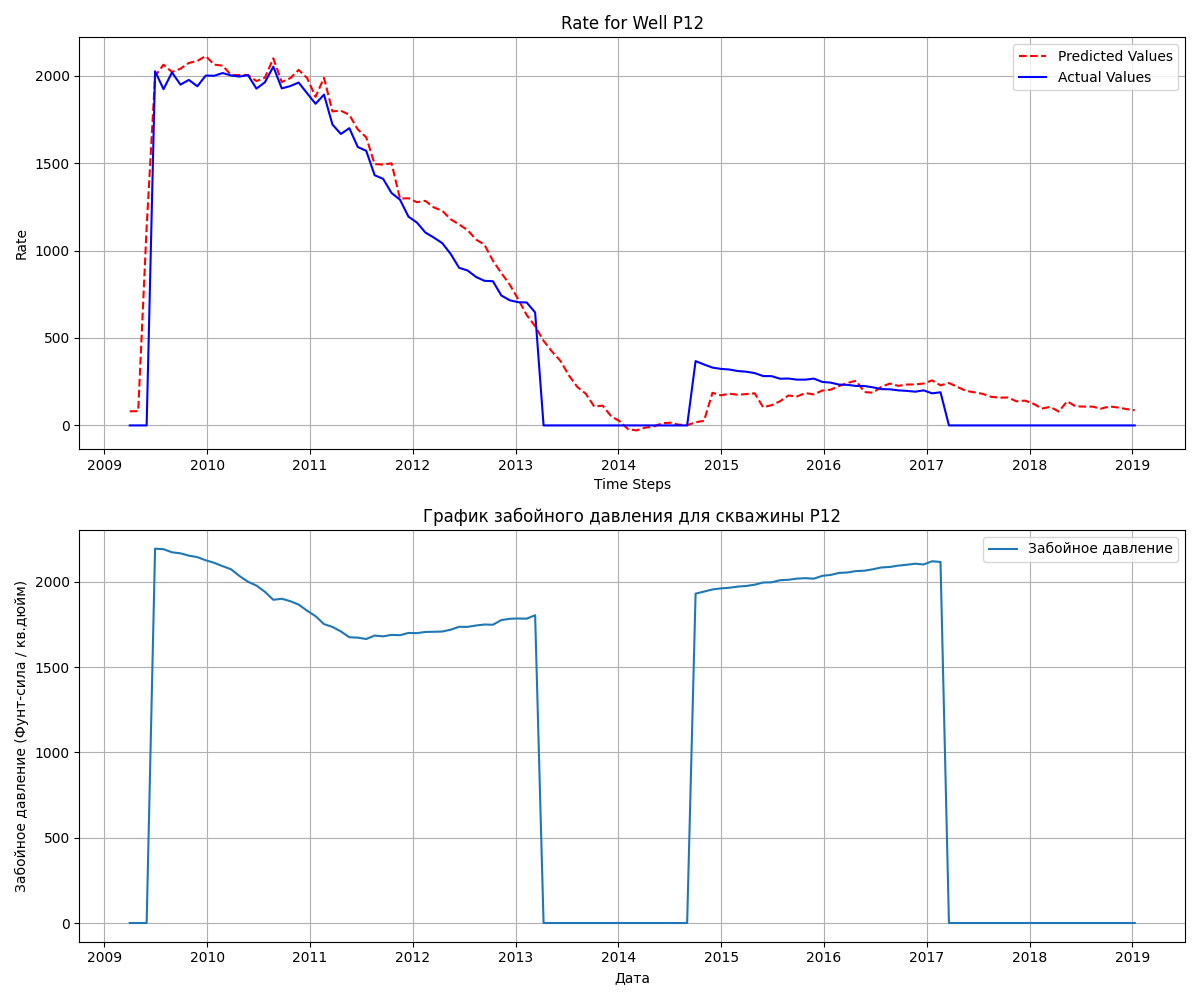 Rate for Well P12
Predicted Values
Actual Values
Rate
2000
1500
1000
500
0
2009 2010 2011 2012 2013 2014 2015 2016 2017 2018 2019
Time Steps
График забойного давления для скважины P12
Забойное давление
Забойное давление (Фунт-сила / кв.дюйм)
2000
1500
1000
500
0
2009 2010 2011 2012 2013 2014 2015 2016 2017 2018 2019
Дата